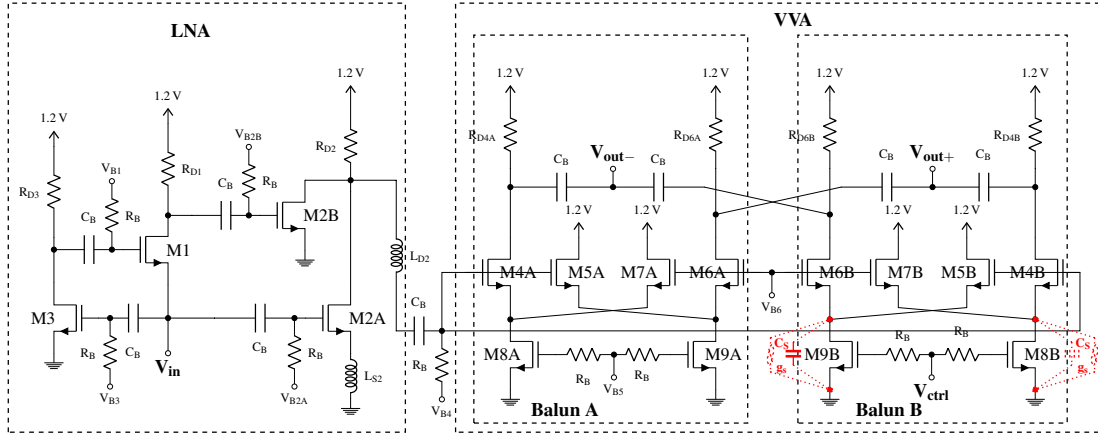 LNA
VVA
1.2 V
1.2 V
1.2 V
1.2 V
1.2 V
1.2 V
1.2 V
R_D3
V_B1
R_D1
V_B2B
R_D2
R_D4A
R_D6A
R_D6B
R_D4B
C_B
V_out−
C_B
C_B
V_out+
C_B
C_B
R_B
C_B
R_B
M2B
1.2 V
1.2 V
1.2 V
1.2 V
M1
L_D2
M4A
M5A
M7A
M6A
M6B
M7B
M5B
M4B
V_B6
C_B
M3
C_B
R_B
V_in
C_B
R_B
M2A
L_S2
R_B
M8A
R_B
V_B5
R_B
M9A
C_S
g_s
M9B
R_B
R_B
V_ctrl
M8B
C_S
g_s
V_B3
V_B2A
V_B4
Balun A
Balun B